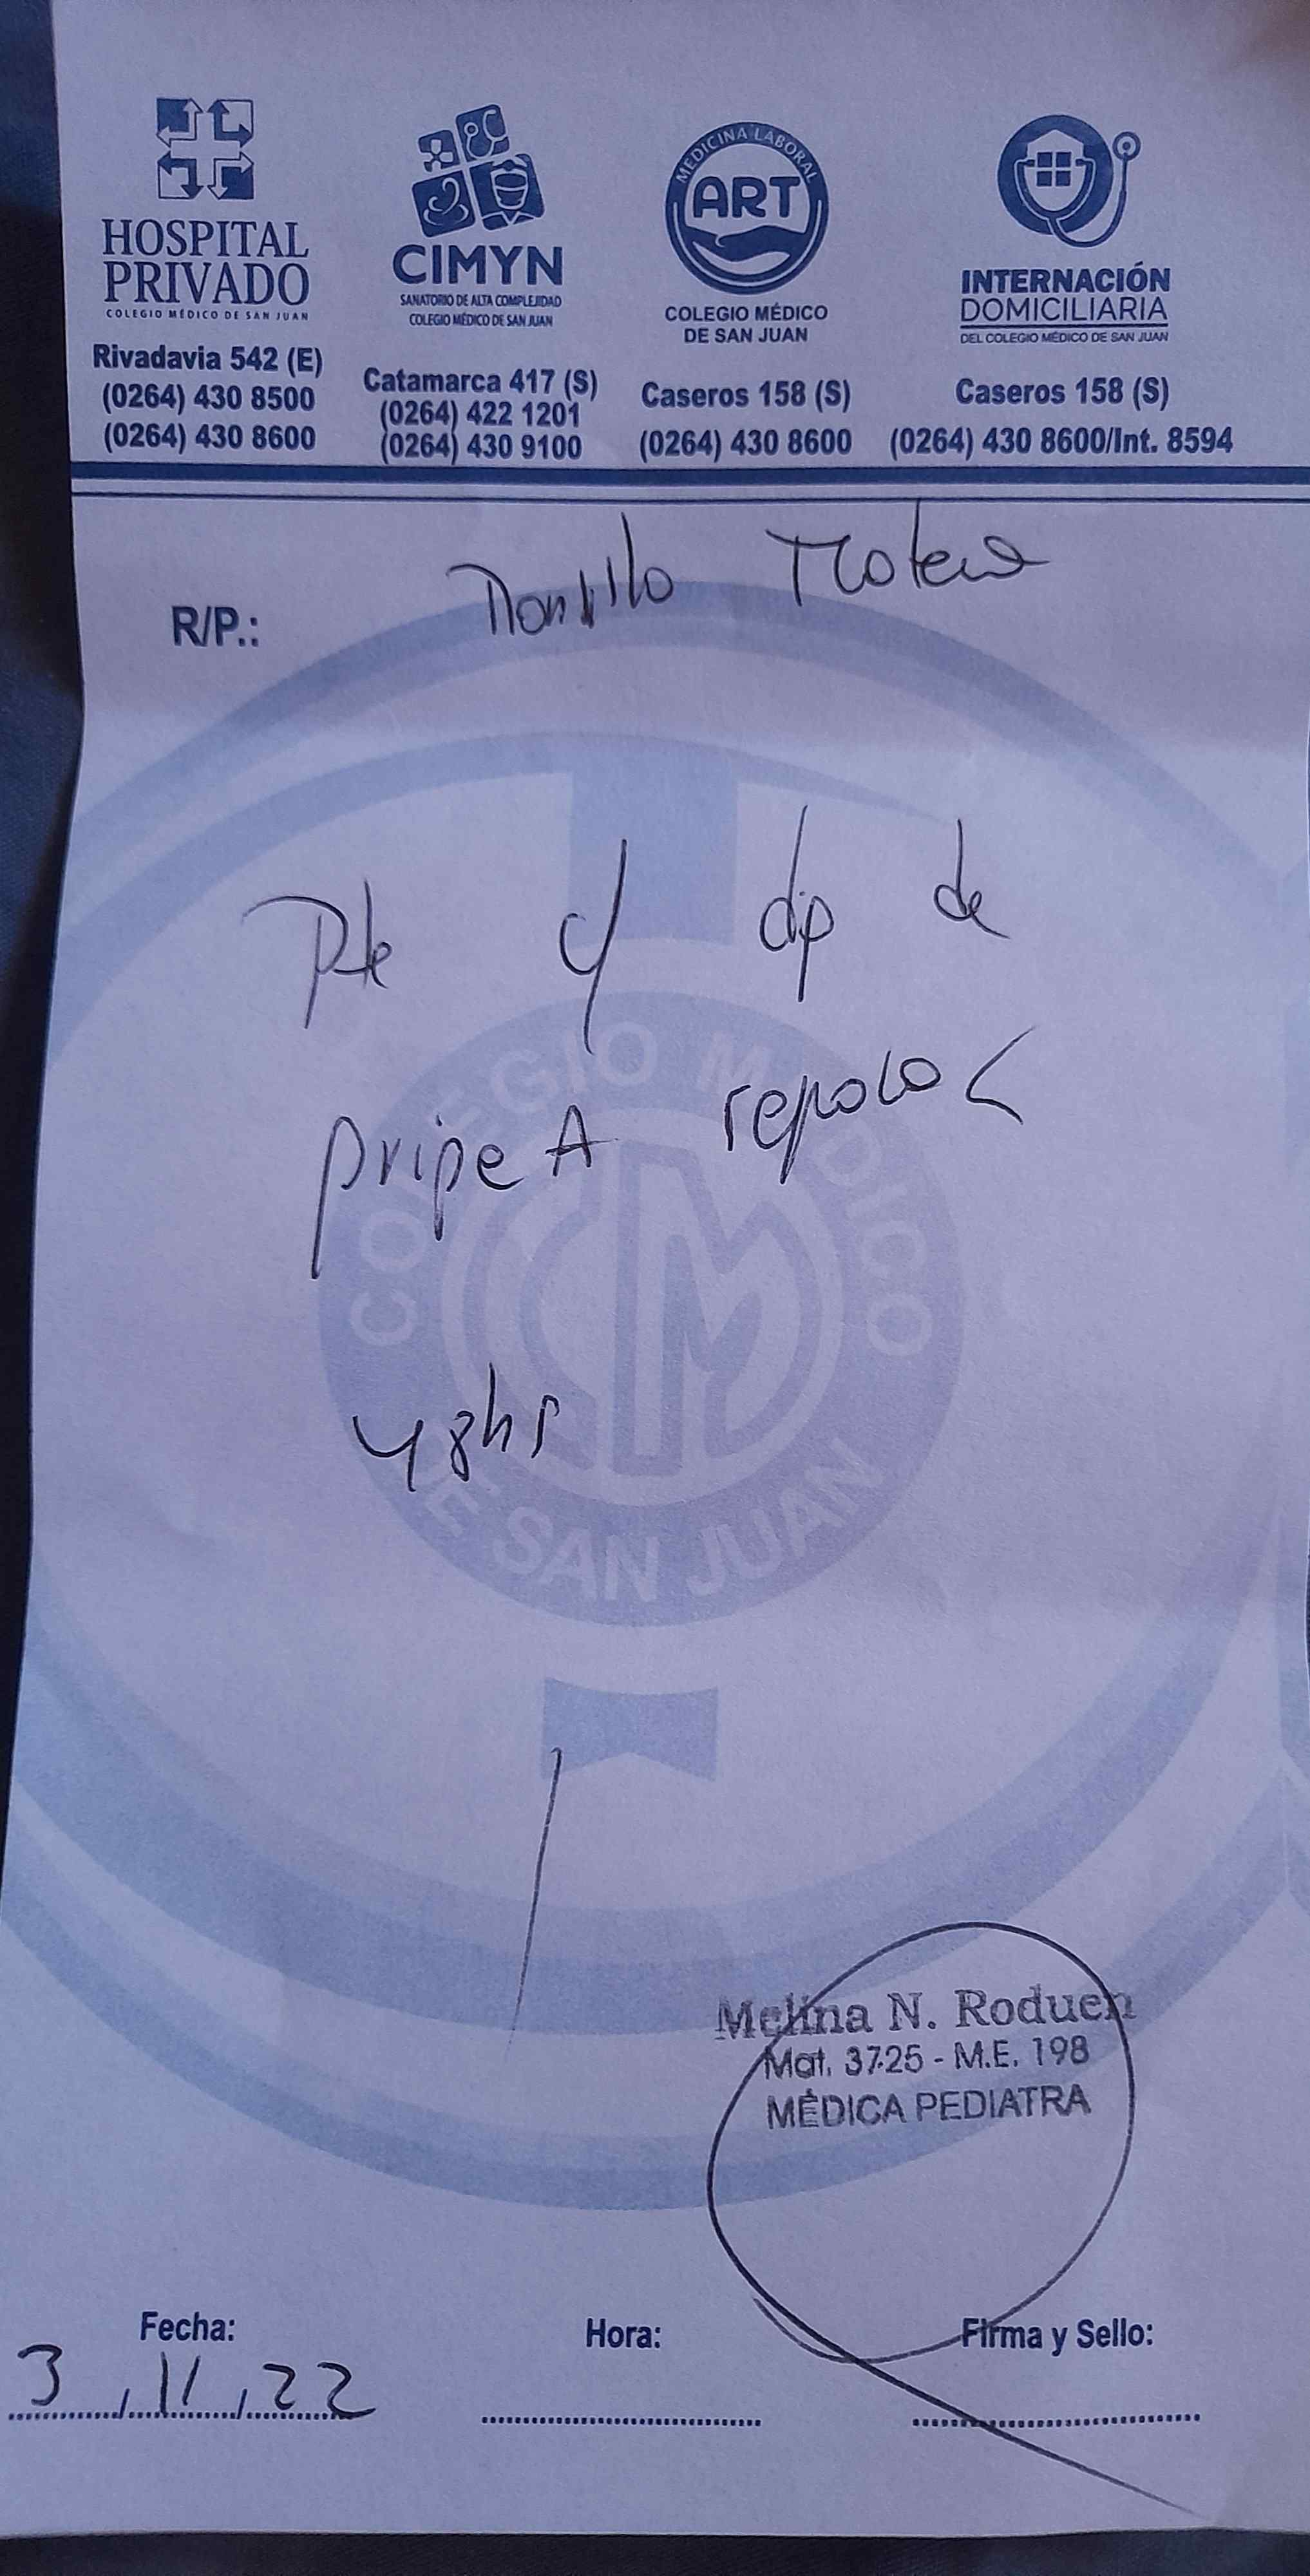 HOSPITAL
PRIVADO
COLEGIO MÉDICO DE SAN JUAN
Rivadavia 542 (E)
(0264) 430 8500
(0264) 430 8600
CIMYN
SANATORIO DE ALTA COMPLEJIDAD
COLEGIO MÉDICO DE SAN JUAN
Catamarca 417 (S)
(0264) 422 1201
(0264) 430 9100
MEDICINA LABORAL
ART
COLEGIO MÉDICO
DE SAN JUAN
Caseros 158 (S)
(0264) 430 8600
INTERNACIÓN
DOMICILIARIA
DEL COLEGIO MÉDICO DE SAN JUAN
Caseros 158 (S)
(0264) 430 8600/Int. 8594
R/P.:
Pte c/ dp de
gripe A reposo
48hs
COLEGIO MÉDICO
CM
DE SAN JUAN
Melina N. Roduen
Mat. 3725 - M.E. 198
MÉDICA PEDIATRA
Fecha: Hora: Firma y Sello:
3/11/22